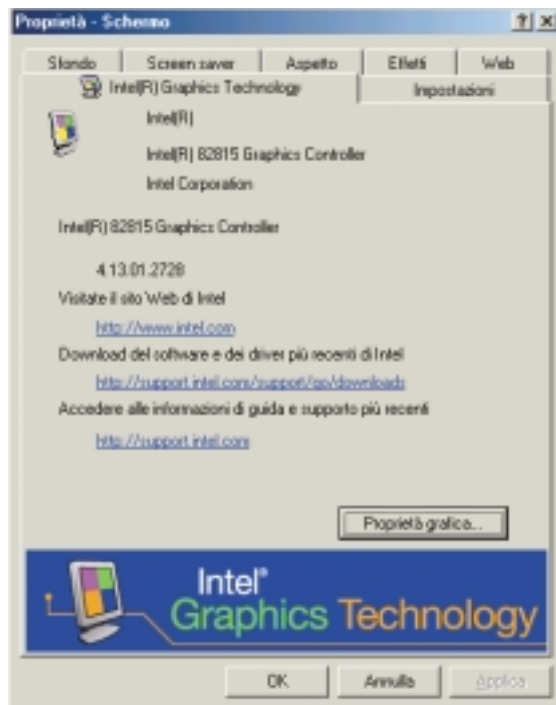 Proprietà - Schermo
Sfondo Screen saver Aspetto Effetti Web
Intel(R) Graphics Technology Impostazioni
Intel(R)
Intel(R) 82815 Graphics Controller
Intel Corporation
Intel(R) 82815 Graphics Controller
4.13.01.2728
Visitate il sito Web di Intel
http://www.intel.com
Download del software e dei driver più recenti di Intel
http://support.intel.com/support/go/downloads
Accedere alle informazioni di guida e supporto più recenti
http://support.intel.com
Proprietà grafica...
Intel®
Graphics Technology
OK Annulla Applica